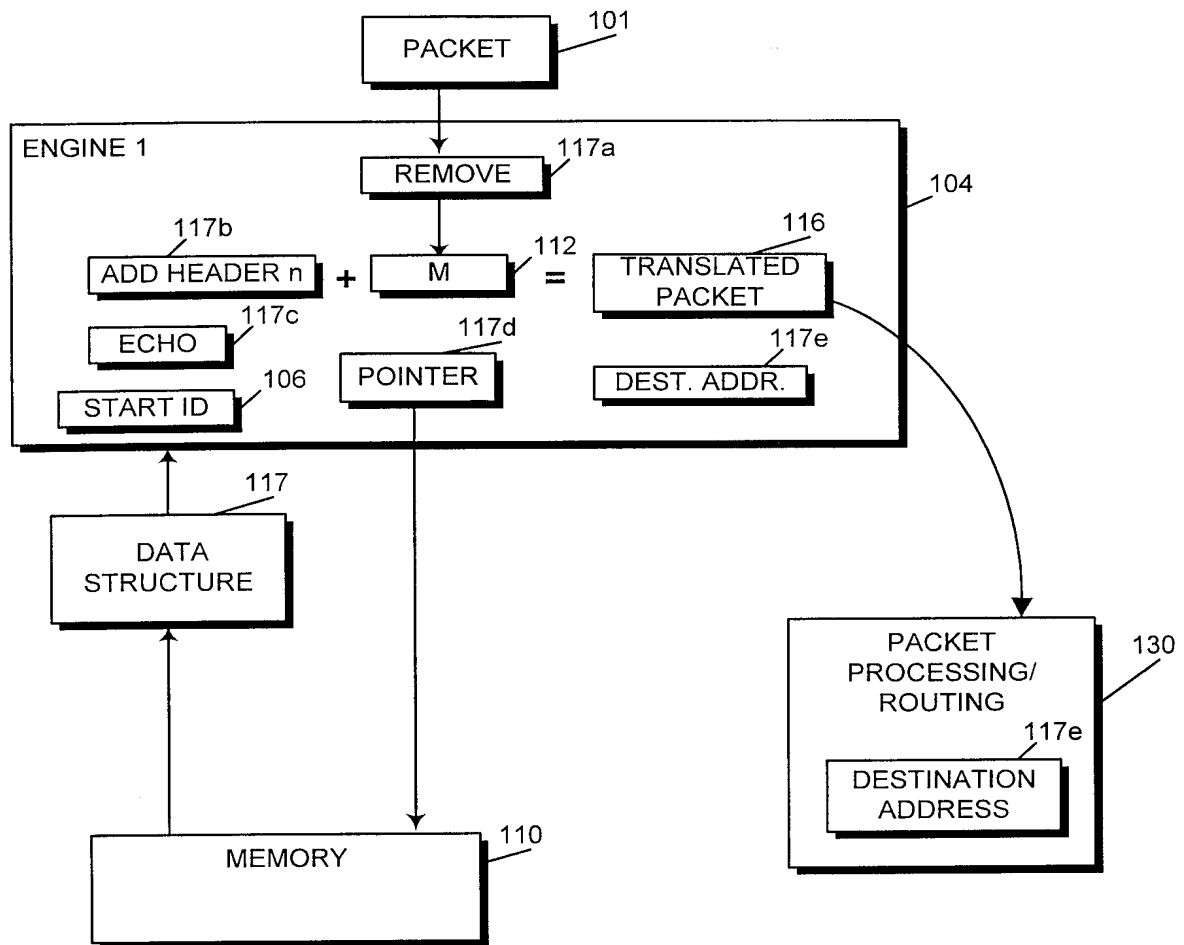 101
PACKET
ENGINE 1
117a
REMOVE
104
117b
112
116
ADD HEADER n + M = TRANSLATED
PACKET
117c
ECHO
117d
117e
POINTER
DEST. ADDR.
106
START ID
117
DATA
STRUCTURE
PACKET
PROCESSING/
ROUTING
130
117e
DESTINATION
ADDRESS
MEMORY
110